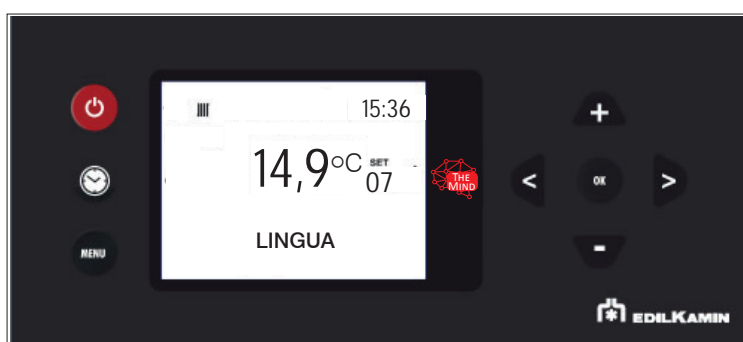 15:36
14,9°C SET
07
THE
MIND
< OK >
+
-
LINGUA
MENU
EDILKAMIN